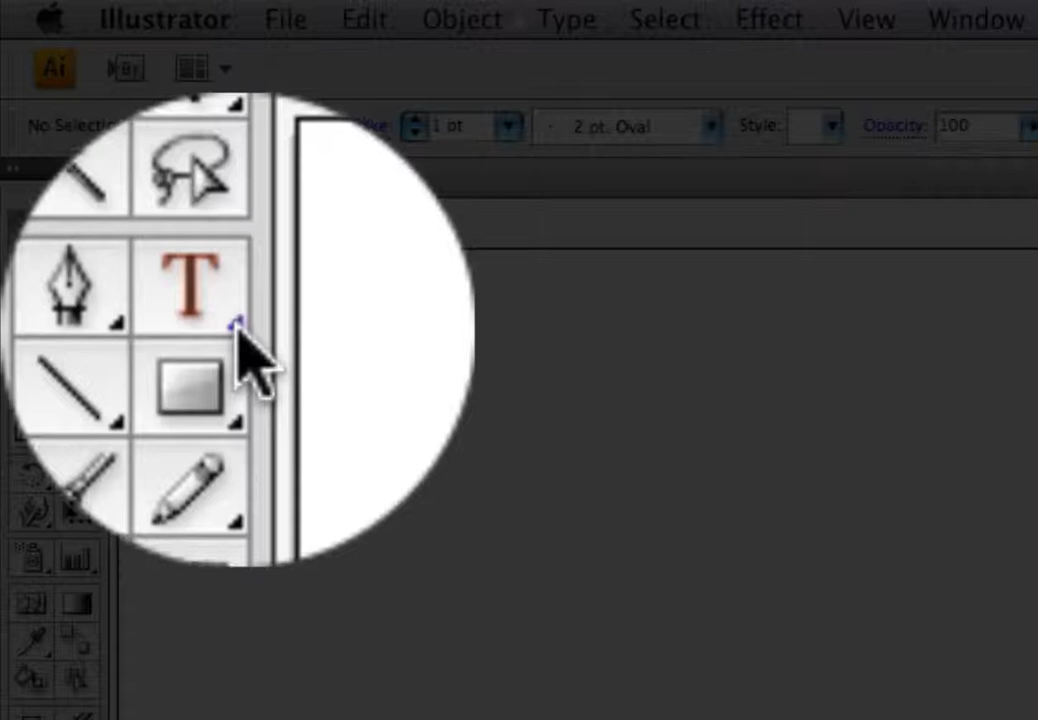 Illustrator File Edit Object Type Select Effect View Window
Ai Br
No Selection 1 pt 2 pt. Oval Style: Opacity: 100
T